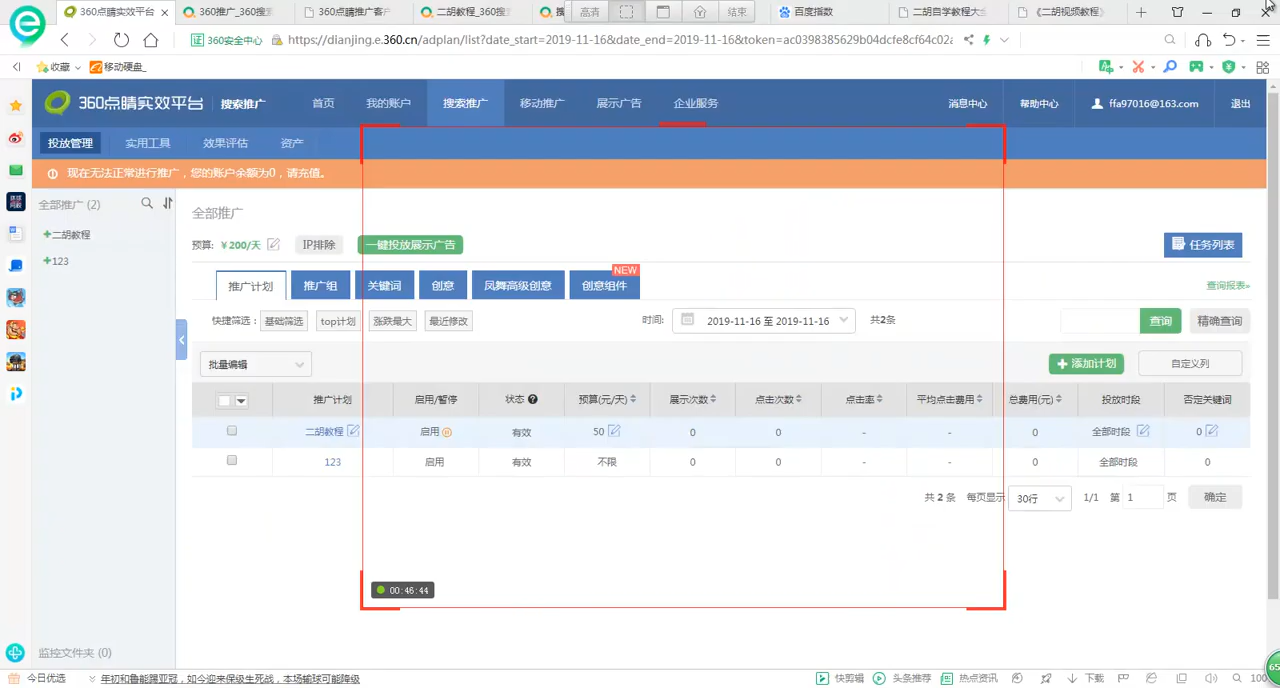 360点睛实效平台
360推广_360搜索
360点睛推广客户
二胡教程_360搜
高清
结束
百度指数
二胡自学教程大全
《二胡视频教程》
证 360安全中心
https://dianjing.e.360.cn/adplan/list?date_start=2019-11-16&date_end=2019-11-16&token=ac0398385629b04dcfe8cf64c02a
收藏
移动硬盘_
360点睛实效平台
搜索推广
首页
我的账户
搜索推广
移动推广
展示广告
企业服务
消息中心
帮助中心
ffa97016@163.com
退出
投放管理
实用工具
效果评估
资产
现在无法正常进行推广，您的账户余额为0，请充值。
全部推广 (2)
+二胡教程
+123
全部推广
预算: ￥200/天
IP排除
一键投放展示广告
任务列表
推广计划
推广组
关键词
创意
凤舞高级创意
创意组件
NEW
查询报表»
快捷筛选：
基础筛选
top计划
涨跌最大
最近修改
时间:
2019-11-16 至 2019-11-16
共2条
查询
精确查询
批量编辑
添加计划
自定义列
推广计划 启用/暂停 状态 预算(元/天) 展示次数 点击次数 点击率 平均点击费用 总费用(元) 投放时段 否定关键词
二胡教程 启用 有效 50 0 0 - - 0 全部时段 0
123 启用 有效 不限 0 0 - - 0 全部时段 0
共 2 条 每页显示 30行 1/1 第 1 页 确定
00:46:44
监控文件夹 (0)
今日优选
年初和鲁能踢亚冠，如今迎来保级生死战，本场输球可能降级
快剪辑
头条推荐
热点资讯
下载
100
65